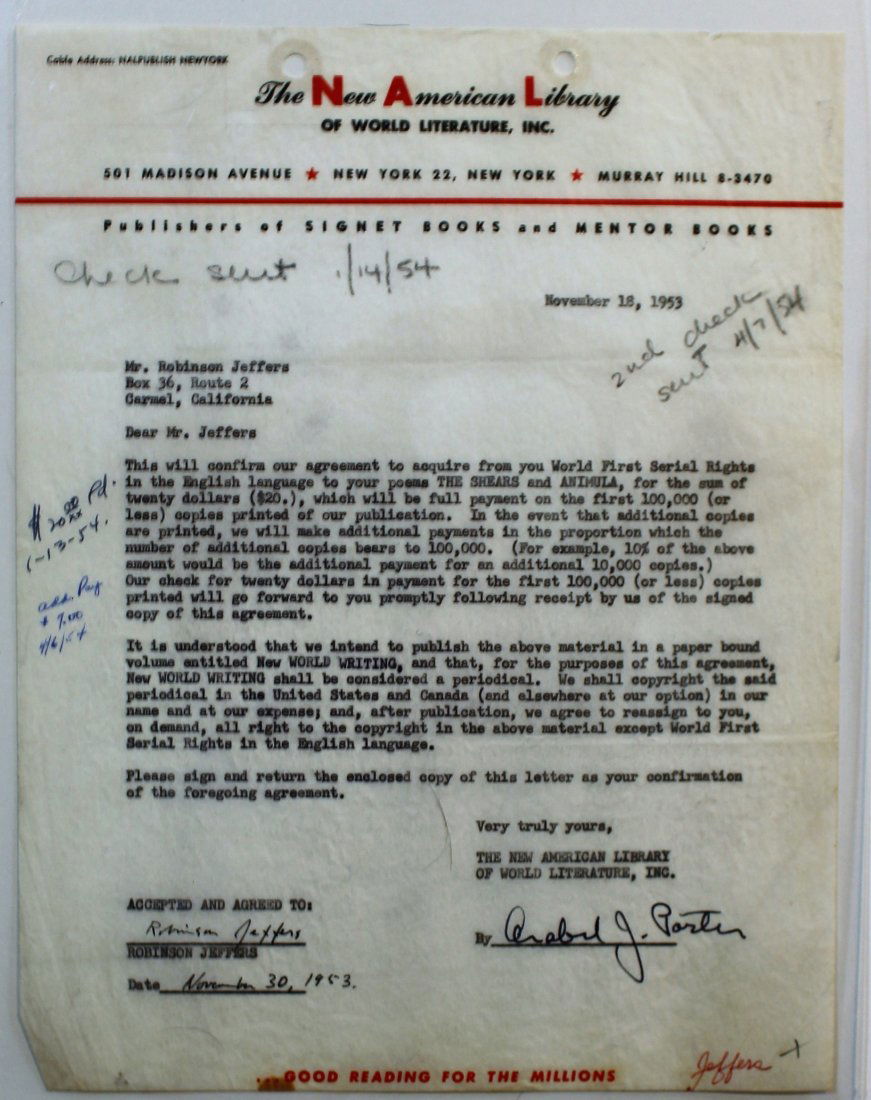 Cable Address: NALPUBLISH NEWYORK
The New American Library
OF WORLD LITERATURE, INC.
501 MADISON AVENUE ★ NEW YORK 22, NEW YORK ★ MURRAY HILL 8-3470
Publishers of SIGNET BOOKS and MENTOR BOOKS
Check sent 1/14/54
November 18, 1953
2nd check
sent 4/7/54
Mr. Robinson Jeffers
Box 36, Route 2
Carmel, California
Dear Mr. Jeffers
This will confirm our agreement to acquire from you World First Serial Rights
in the English language to your poems THE SHEARS and ANIMULA, for the sum of
twenty dollars ($20.), which will be full payment on the first 100,000 (or
less) copies printed of our publication. In the event that additional copies
are printed, we will make additional payments in the proportion which the
number of additional copies bears to 100,000. (For example, 10% of the above
amount would be the additional payment for an additional 10,000 copies.)
Our check for twenty dollars in payment for the first 100,000 (or less) copies
printed will go forward to you promptly following receipt by us of the signed
copy of this agreement.
$20 00/xx Pd.
1-13-54.
add. Pay
$ 7.00
4/6/54
It is understood that we intend to publish the above material in a paper bound
volume entitled New WORLD WRITING, and that, for the purposes of this agreement,
New WORLD WRITING shall be considered a periodical. We shall copyright the said
periodical in the United States and Canada (and elsewhere at our option) in our
name and at our expense; and, after publication, we agree to reassign to you,
on demand, all right to the copyright in the above material except World First
Serial Rights in the English language.
Please sign and return the enclosed copy of this letter as your confirmation
of the foregoing agreement.
Very truly yours,
THE NEW AMERICAN LIBRARY
OF WORLD LITERATURE, INC.
ACCEPTED AND AGREED TO:
Robinson Jeffers
ROBINSON JEFFERS
By Arabel J. Porter
Date November 30, 1953.
GOOD READING FOR THE MILLIONS
Jeffers